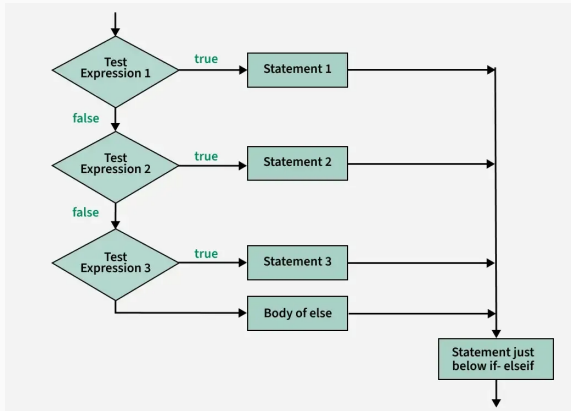 Test
Expression 1
true
Statement 1
false
Test
Expression 2
true
Statement 2
false
Test
Expression 3
true
Statement 3
Body of else
Statement just
below if- elseif